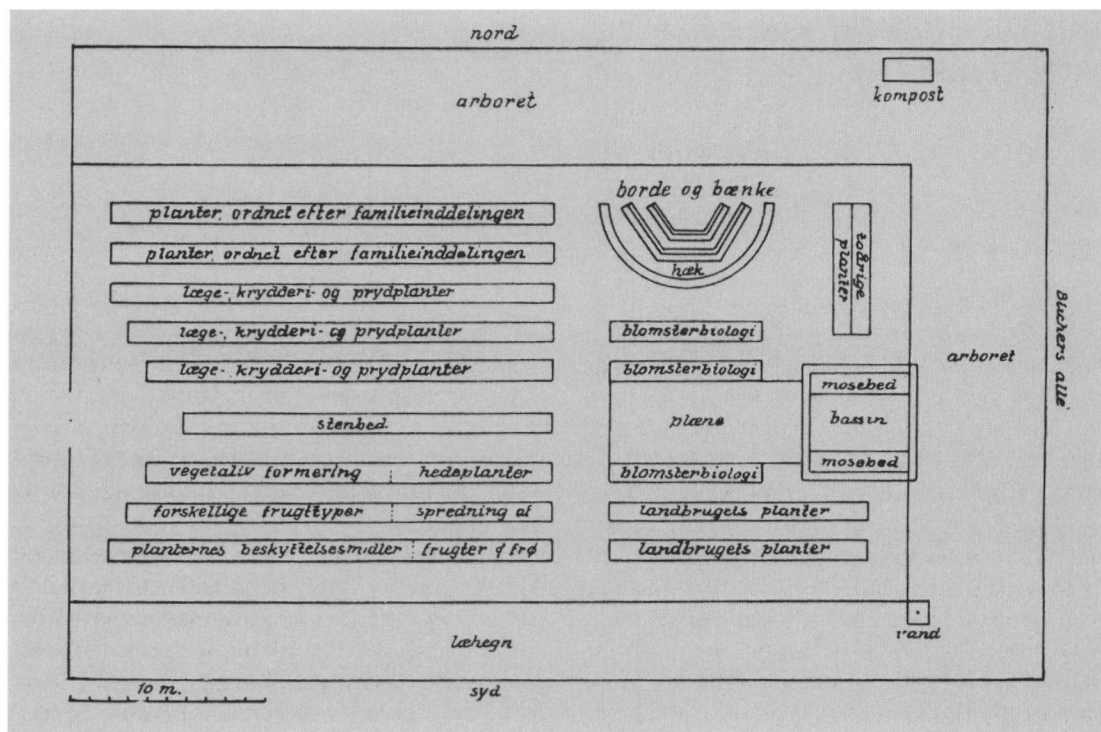 nord
arboret
kompost
borde og bænke
planter ordnet efter familieinddelingen
planter ordnet efter familieinddelingen
læge-, krydderi- og prydplanter
læge-, krydderi- og prydplanter
læge-, krydderi- og prydplanter
stenbed
vegetativ formering hedeplanter
forskellige frugttyper spredning af
planternes beskyttelsesmidler frugter & frø
hæk
toårige
planter
blomsterbiologi
blomsterbiologi
plæne
blomsterbiologi
landbrugets planter
landbrugets planter
mosebed
bassin
mosebed
arboret
Buchers allé
vand
læhegn
syd
10 m.